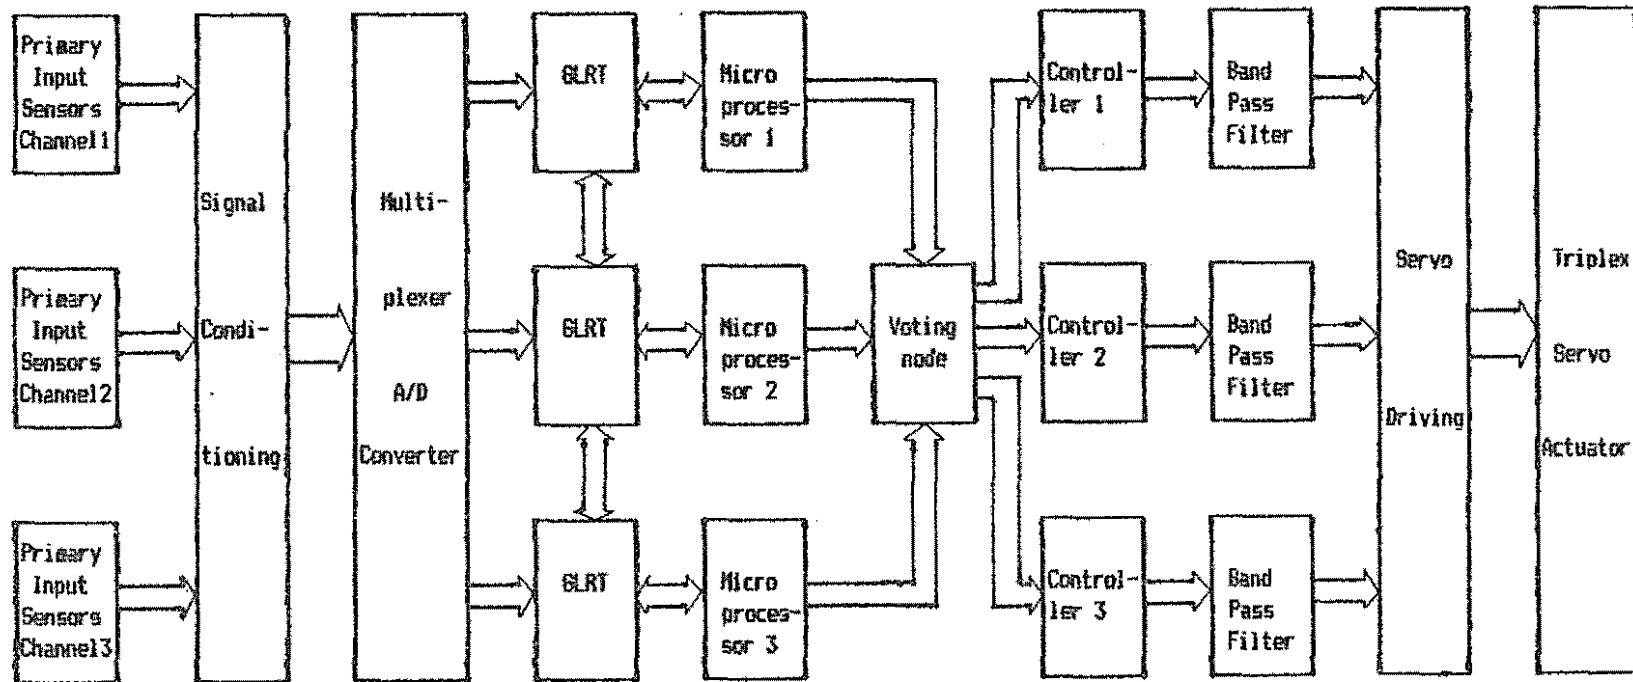 Primary
Input
Sensors
Channel1
Primary
Input
Sensors
Channel2
Primary
Input
Sensors
Channel3
Signal
Condi-
tioning
Multi-
plexer
A/D
Converter
GLRT
GLRT
GLRT
Micro
proces-
sor 1
Micro
proces-
sor 2
Micro
proces-
sor 3
Voting
node
Control-
ler 1
Control-
ler 2
Control-
ler 3
Band
Pass
Filter
Band
Pass
Filter
Band
Pass
Filter
Servo
Driving
Triplex
Servo
Actuator